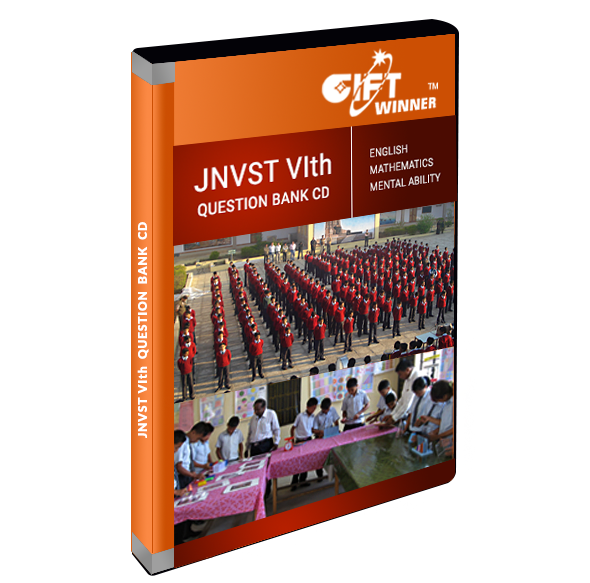 GIFT
WINNER
TM
JNVST VIth
QUESTION BANK CD
ENGLISH
MATHEMATICS
MENTAL ABILITY
JNVST VIth QUESTION BANK CD